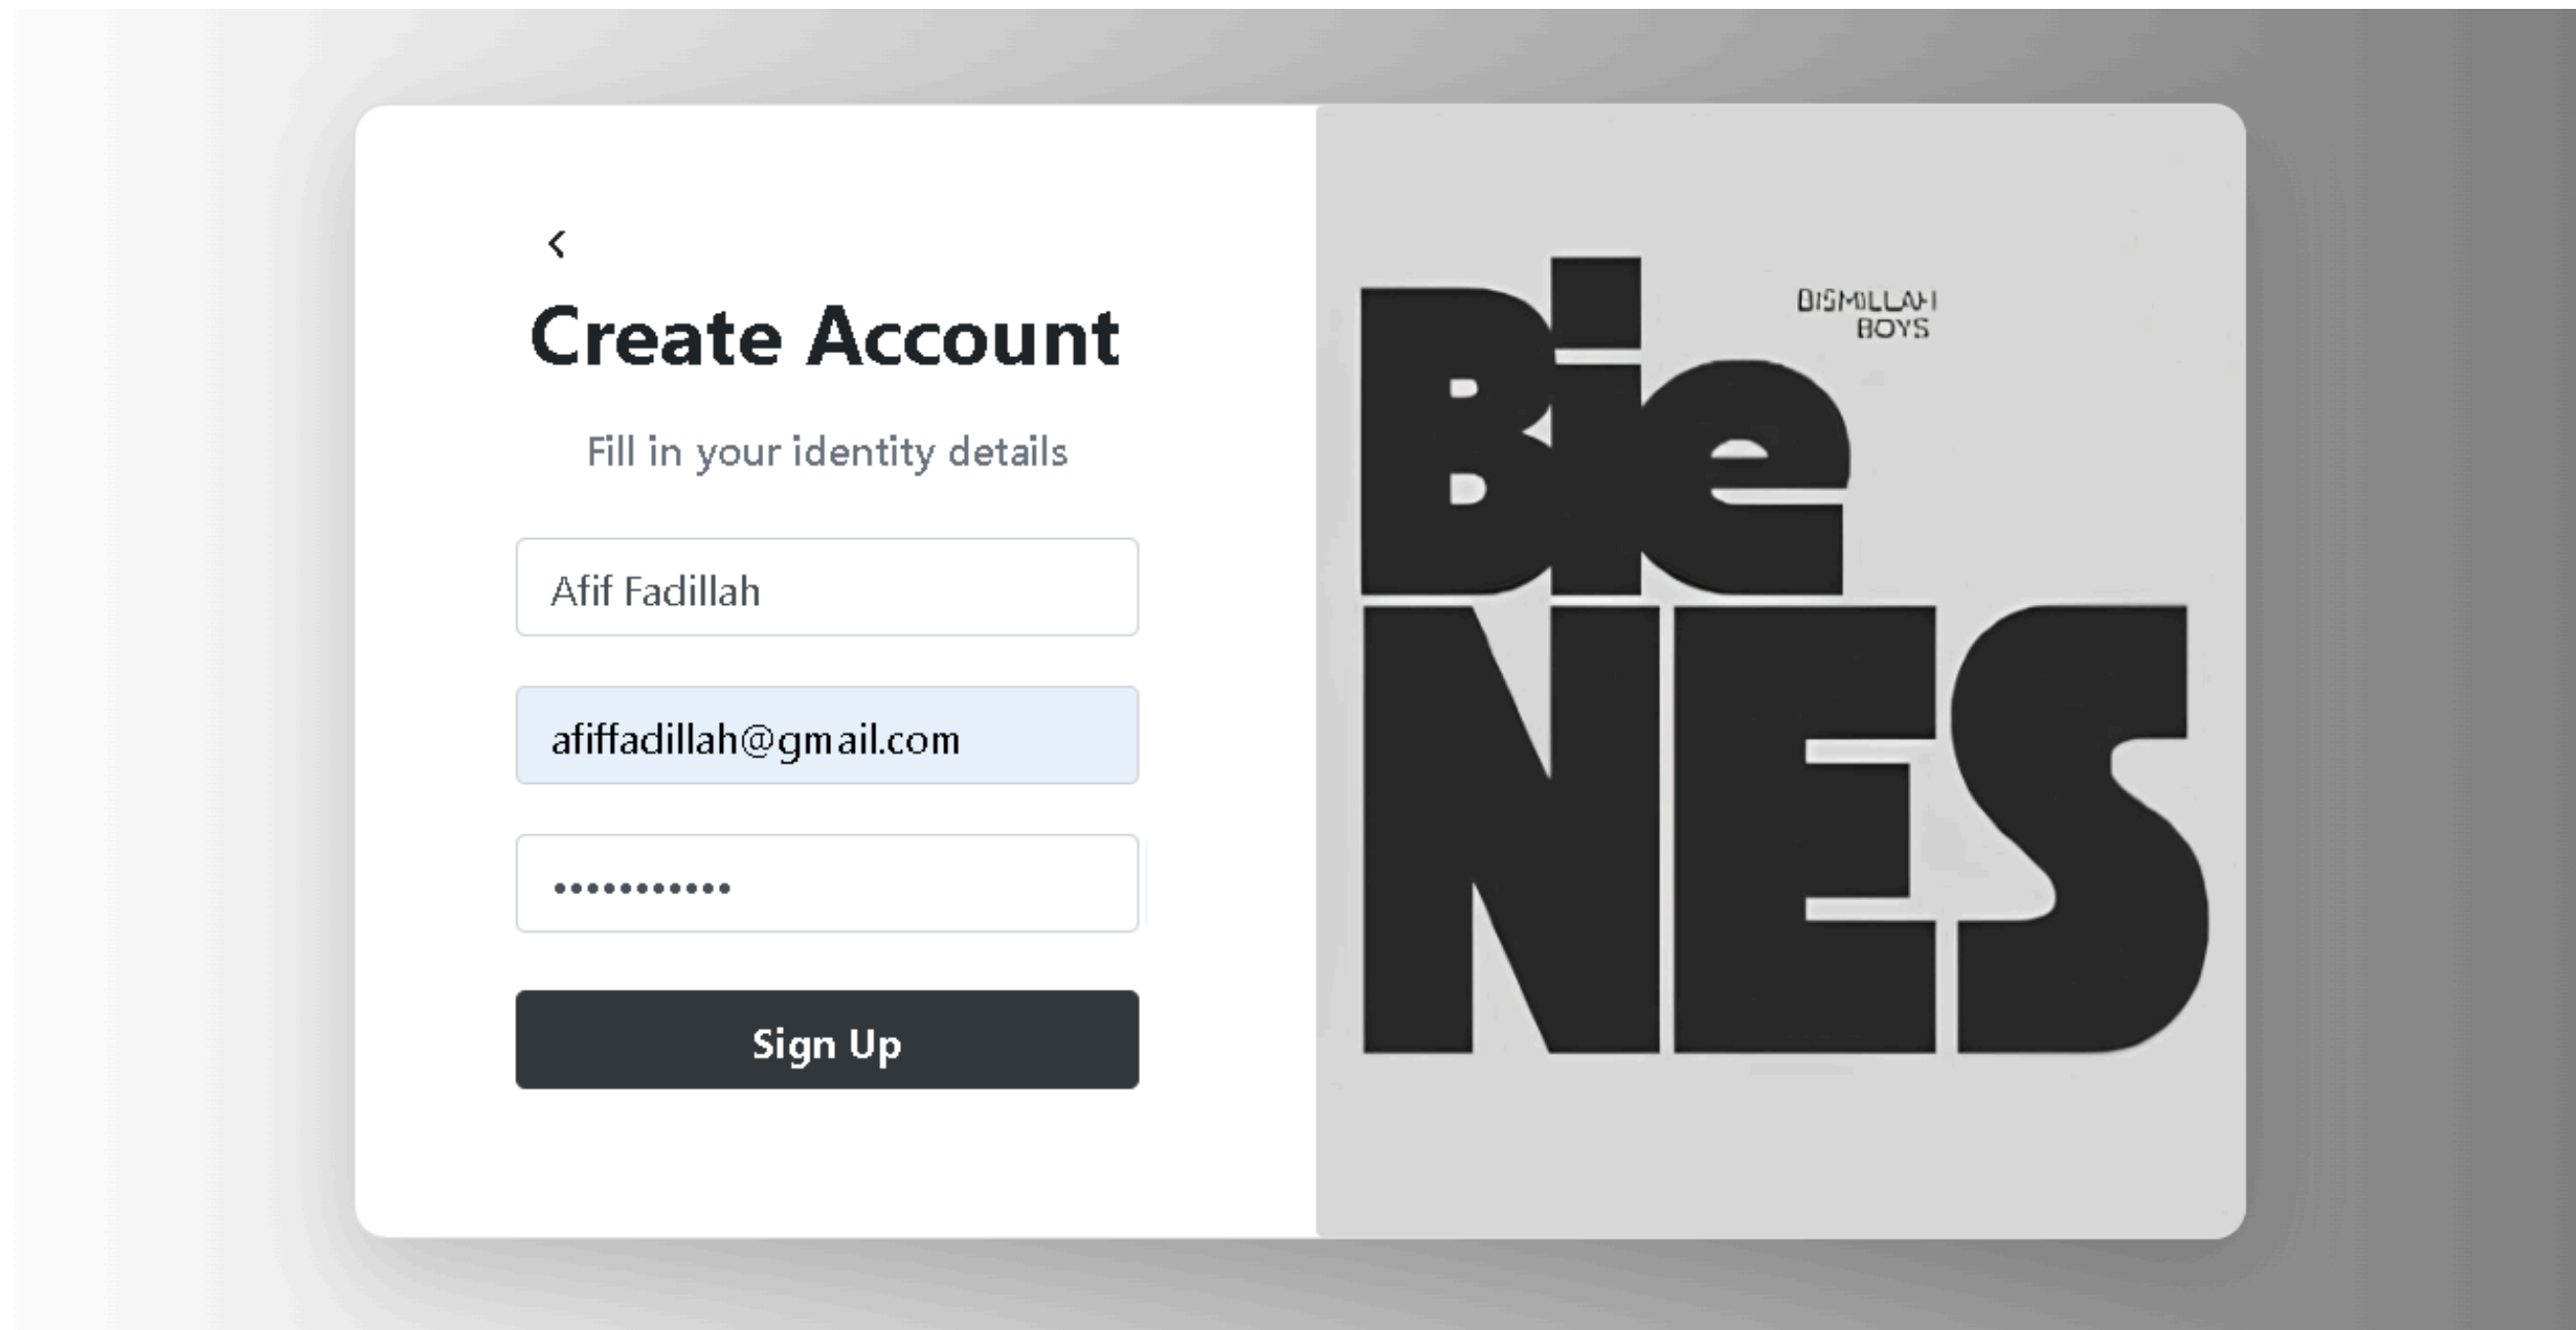 Create Account
Fill in your identity details
Afif Fadillah
afiffadillah@gmail.com
•••••••••••
Sign Up
BISMILLAH
BOYS
Bie
NES